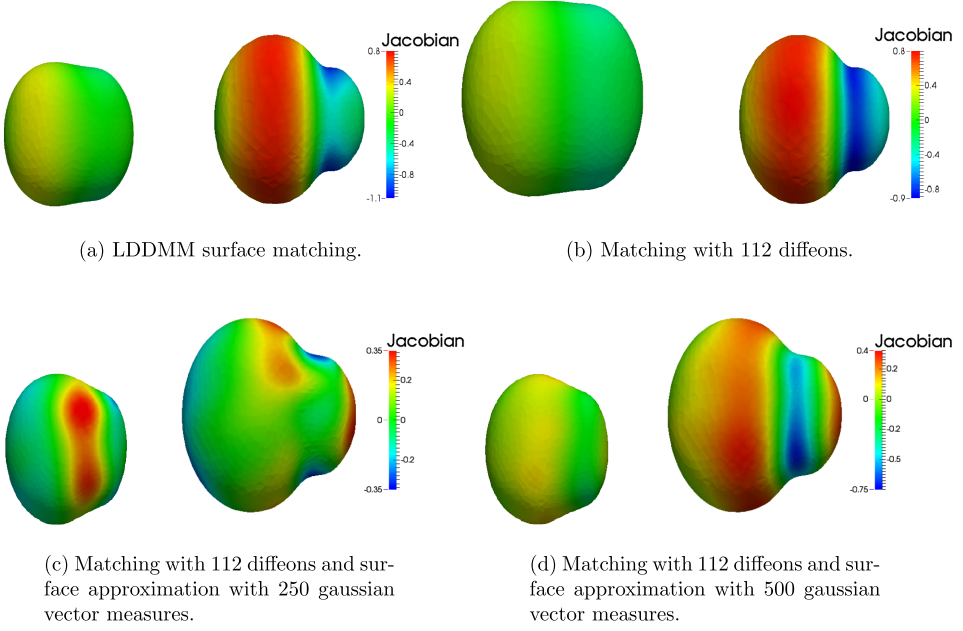 Jacobian
0.8
0.4
0
-0.4
-0.8
-1.1
Jacobian
0.8
0.4
0
-0.4
-0.8
-0.9
(a) LDDMM surface matching.
(b) Matching with 112 diffeons.
Jacobian
0.35
0.2
0
-0.2
-0.35
Jacobian
0.4
0.2
0
-0.2
-0.5
-0.75
(c) Matching with 112 diffeons and sur-
face approximation with 250 gaussian
vector measures.
(d) Matching with 112 diffeons and sur-
face approximation with 500 gaussian
vector measures.